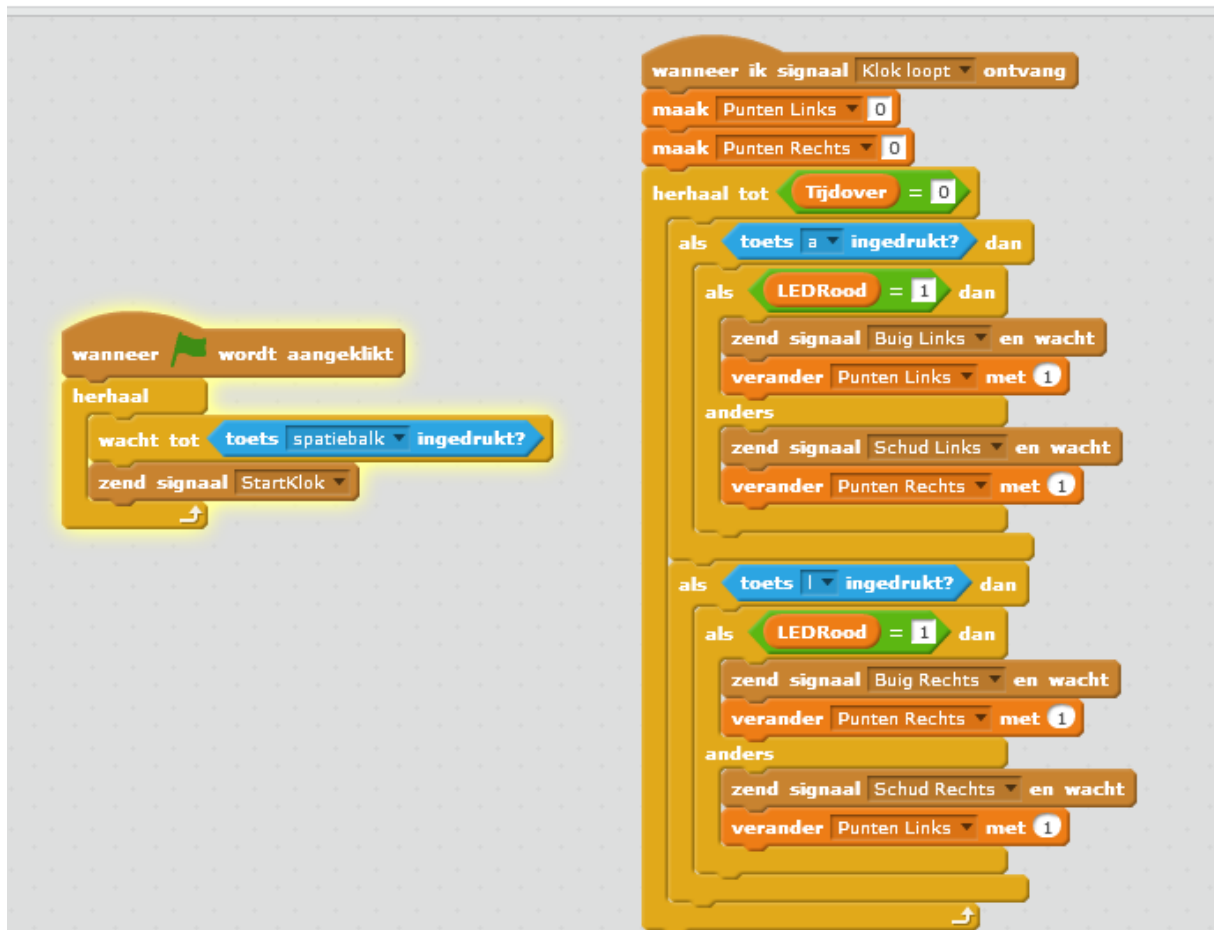 wanneer wordt aangeklikt
herhaal
wacht tot toets spatiebalk ingedrukt?
zend signaal StartKlok
wanneer ik signaal Klok loopt ontvang
maak Punten Links 0
maak Punten Rechts 0
herhaal tot Tijdover = 0
als toets a ingedrukt? dan
als LEDRood = 1 dan
zend signaal Buig Links en wacht
verander Punten Links met 1
anders
zend signaal Schud Links en wacht
verander Punten Rechts met 1
als toets l ingedrukt? dan
als LEDRood = 1 dan
zend signaal Buig Rechts en wacht
verander Punten Rechts met 1
anders
zend signaal Schud Rechts en wacht
verander Punten Links met 1